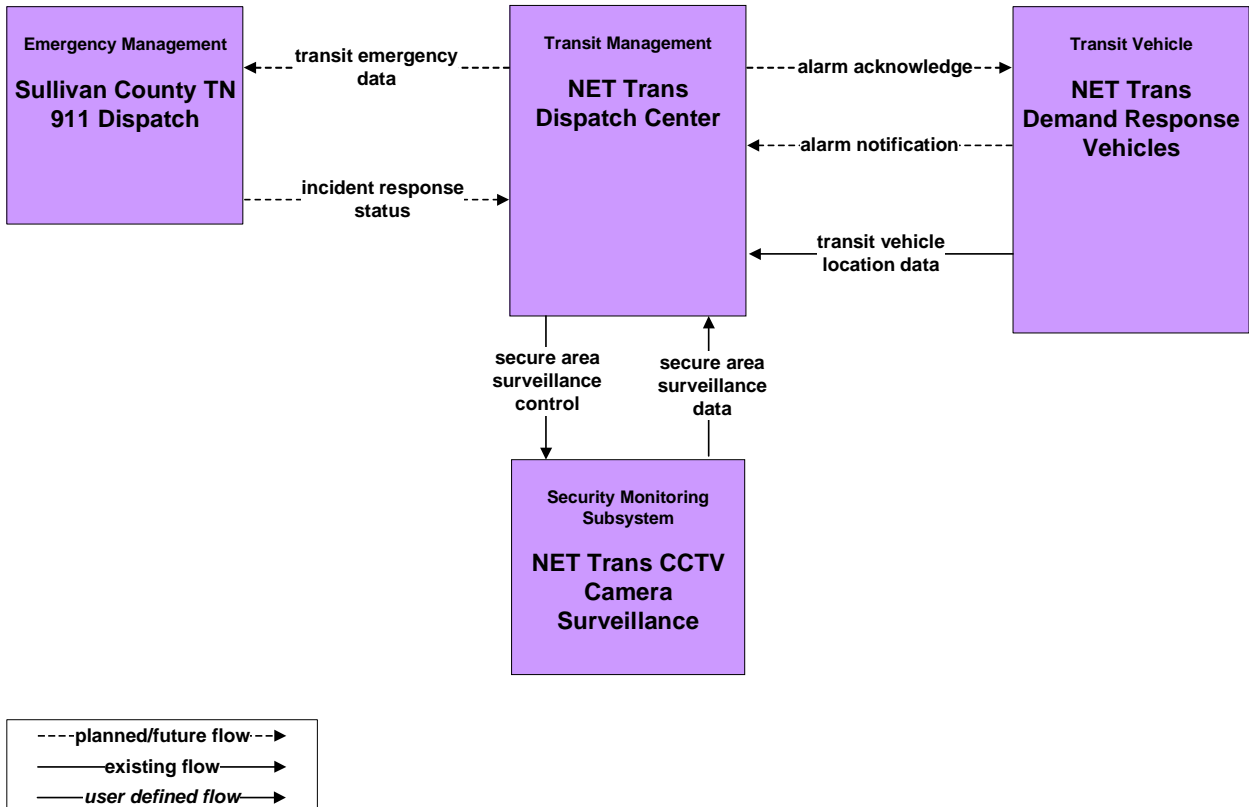 Emergency Management
Sullivan County TN
911 Dispatch
transit emergency
data
incident response
status
Transit Management
NET Trans
Dispatch Center
alarm acknowledge
alarm notification
transit vehicle
location data
Transit Vehicle
NET Trans
Demand Response
Vehicles
secure area
surveillance
control
secure area
surveillance
data
Security Monitoring
Subsystem
NET Trans CCTV
Camera
Surveillance
planned/future flow
existing flow
user defined flow